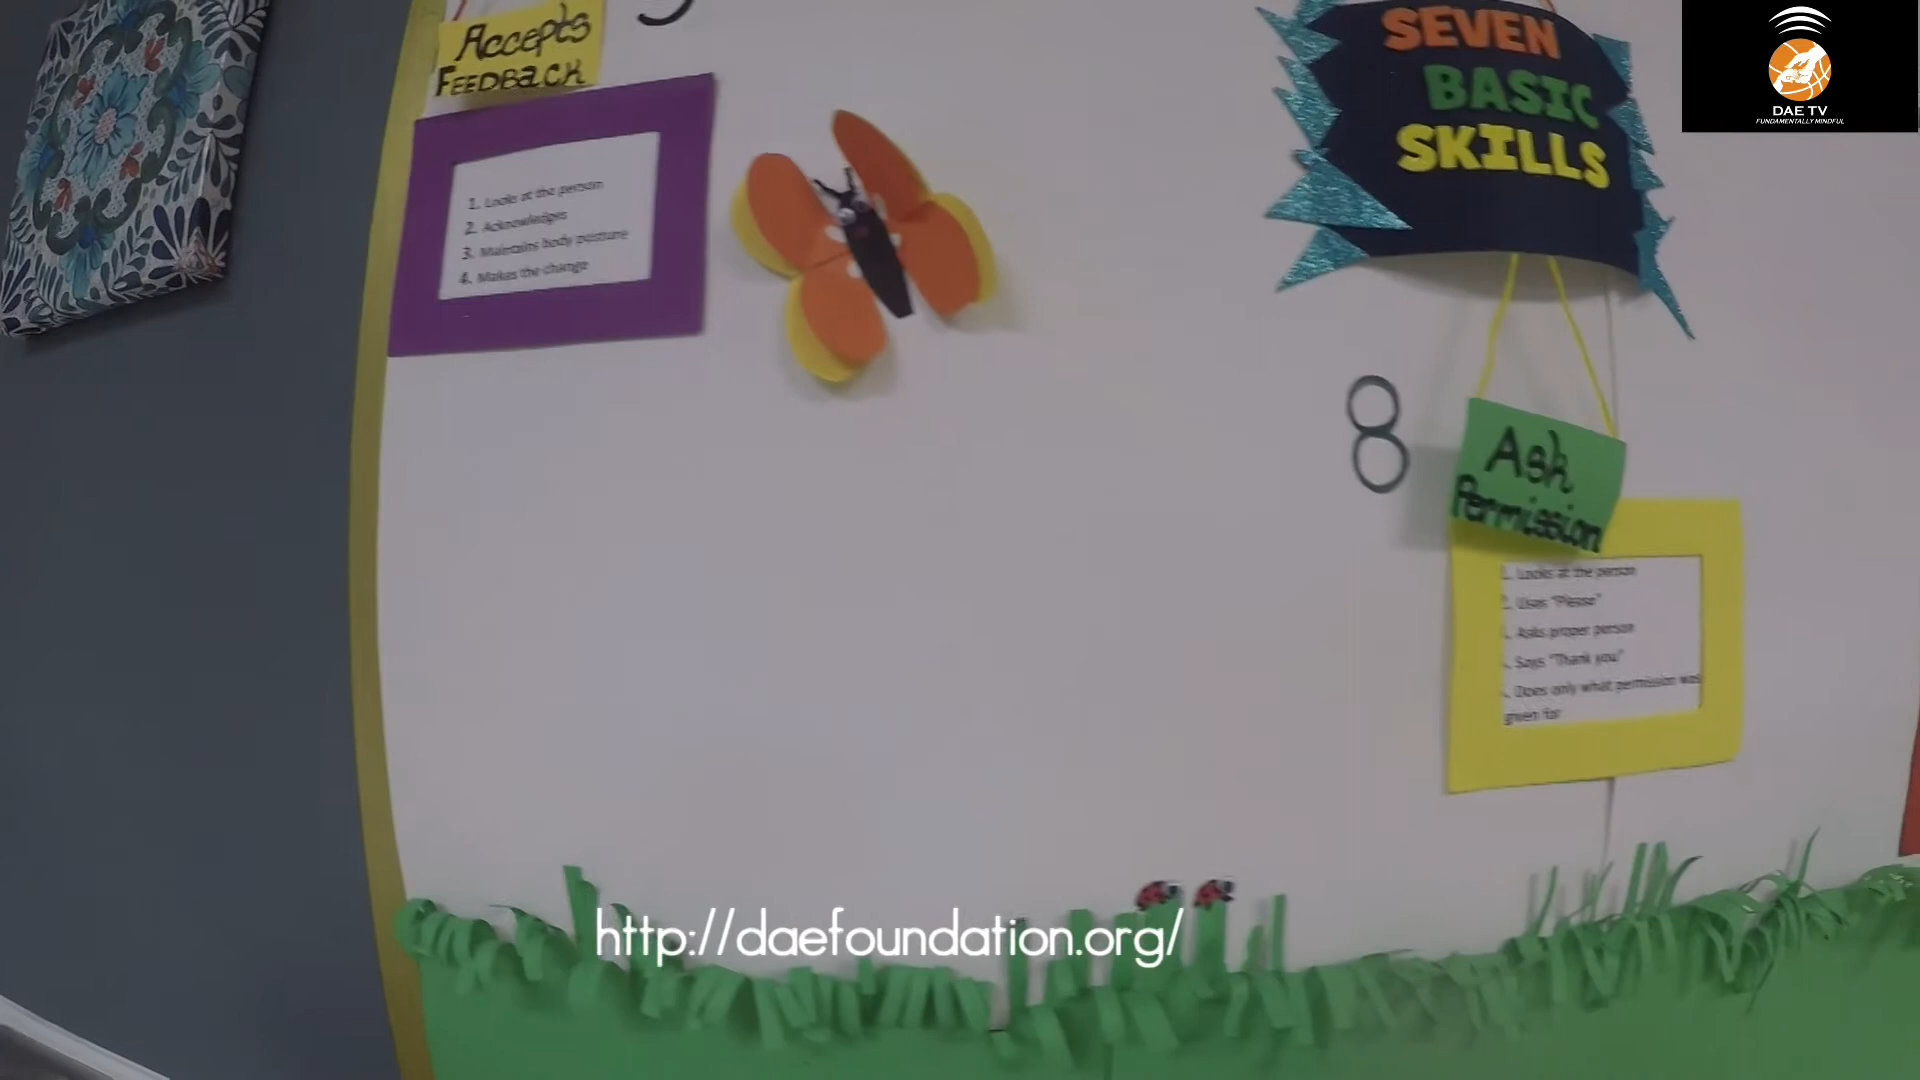 Accepts
FEEDBACK
1. Looks at the person
2. Acknowledges
3. Maintains body posture
4. Makes the change
SEVEN
BASIC
SKILLS
8
Ask
Permission
1. Looks at the person
2. Uses "Please"
. Asks proper person
. Says "Thank you"
. Does only what permission was
given for
DAE TV
FUNDAMENTALLY MINDFUL
http://daefoundation.org/